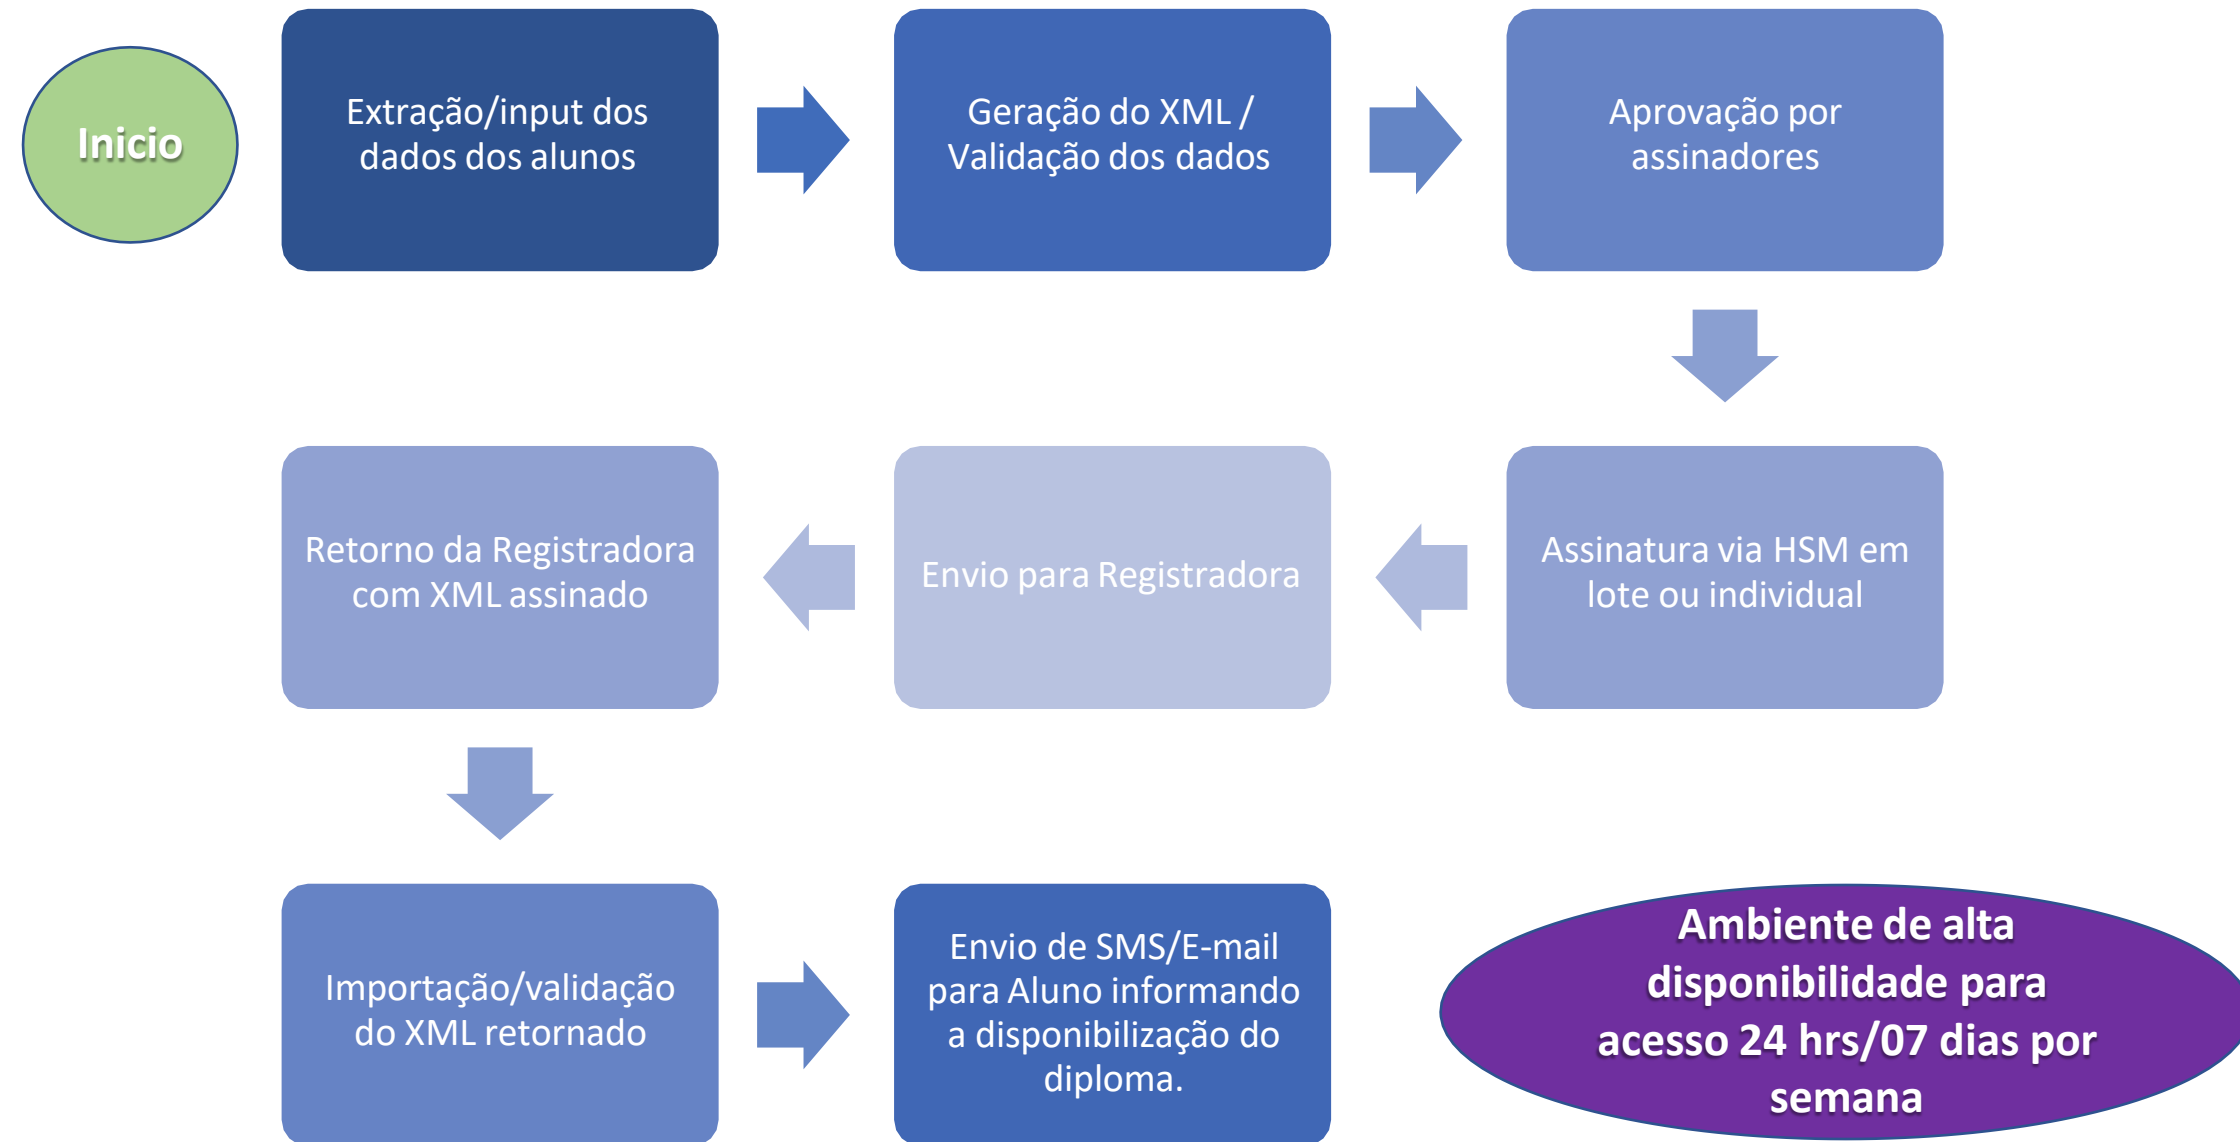 Inicio
Extração/input dos
dados dos alunos
Geração do XML /
Validação dos dados
Aprovação por
assinadores
Assinatura via HSM em
lote ou individual
Envio para Registradora
Retorno da Registradora
com XML assinado
Importação/validação
do XML retornado
Envio de SMS/E-mail
para Aluno informando
a disponibilização do
diploma.
Ambiente de alta
disponibilidade para
acesso 24 hrs/07 dias por
semana